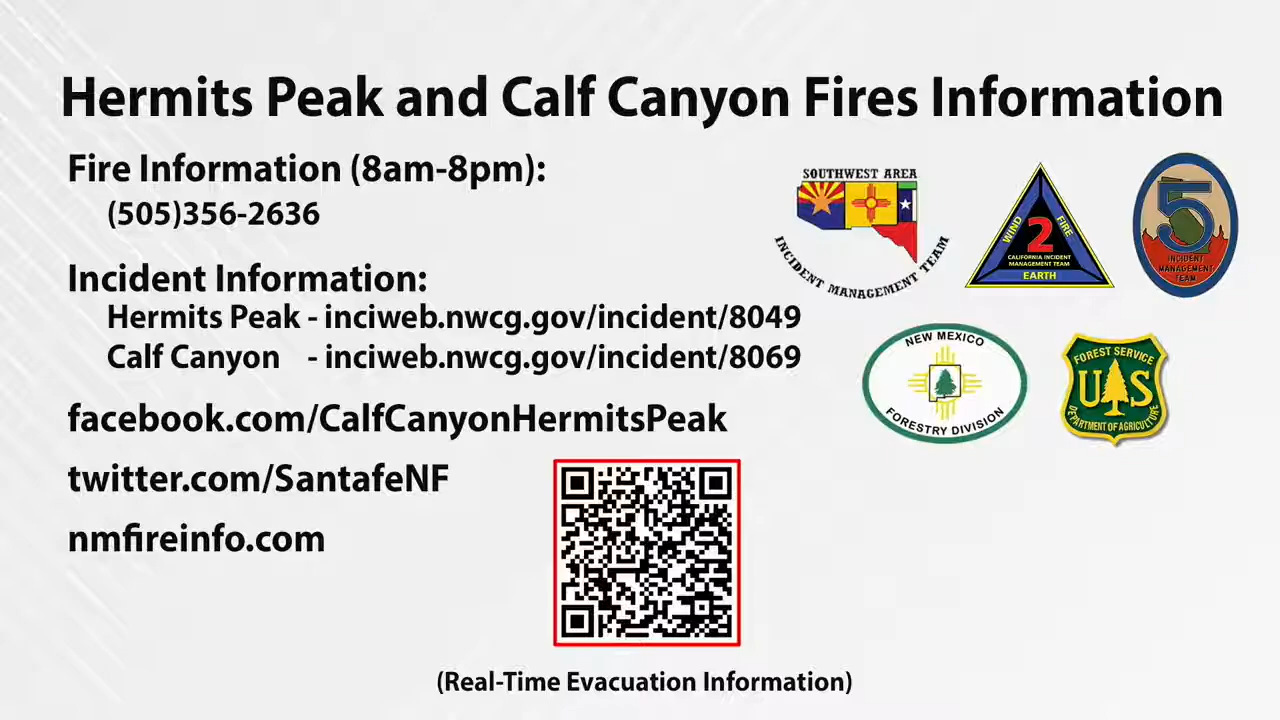 Hermits Peak and Calf Canyon Fires Information
Fire Information (8am-8pm):
(505)356-2636
Incident Information:
Hermits Peak - inciweb.nwcg.gov/incident/8049
Calf Canyon - inciweb.nwcg.gov/incident/8069
facebook.com/CalfCanyonHermitsPeak
twitter.com/SantafeNF
nmfireinfo.com
(Real-Time Evacuation Information)
SOUTHWEST AREA
INCIDENT MANAGEMENT TEAM
WIND
FIRE
2
CALIFORNIA INCIDENT
MANAGEMENT TEAM
EARTH
5
INCIDENT
MANAGEMENT
TEAM
NEW MEXICO
FORESTRY DIVISION
FOREST SERVICE
U S
DEPARTMENT OF AGRICULTURE